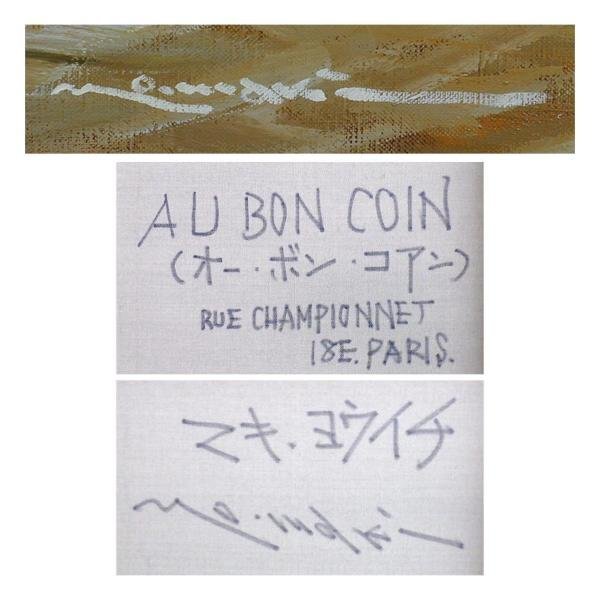 AU BON COIN
(オー・ボン・コアン)
RUE CHAMPIONNET
18E. PARIS.
マキ.ヨウイチ